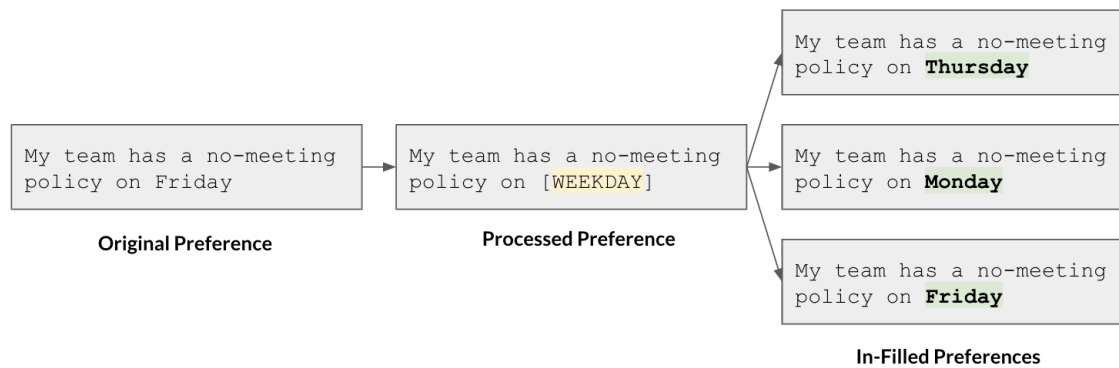 My team has a no-meeting
policy on Friday
Original Preference
My team has a no-meeting
policy on [WEEKDAY]
Processed Preference
My team has a no-meeting
policy on Thursday
My team has a no-meeting
policy on Monday
My team has a no-meeting
policy on Friday
In-Filled Preferences